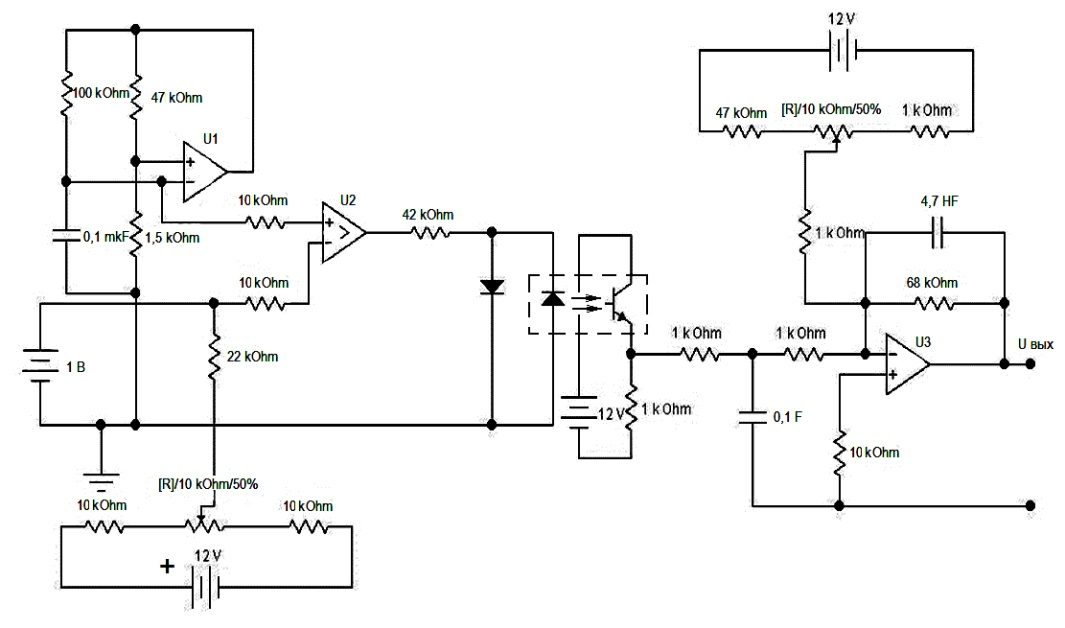 12 V
100 kOhm
47 kOhm
47 kOhm
[R]/10 kOhm/50%
1 kOhm
U1
10 kOhm
U2
42 kOhm
4,7 HF
0,1 mkF
1,5 kOhm
1 kOhm
10 kOhm
68 kOhm
22 kOhm
1 kOhm
1 kOhm
U3
U вых
1 В
12 V
1 kOhm
0,1 F
10 kOhm
[R]/10 kOhm/50%
10 kOhm
10 kOhm
+
12 V